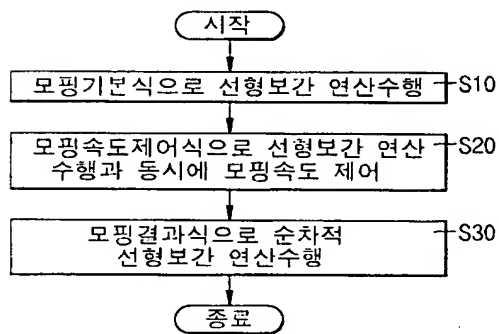 시작
모핑기본식으로 선형보간 연산수행
S10
모핑속도제어식으로 선형보간 연산
수행과 동시에 모핑속도 제어
S20
모핑결과식으로 순차적
선형보간 연산수행
S30
종료